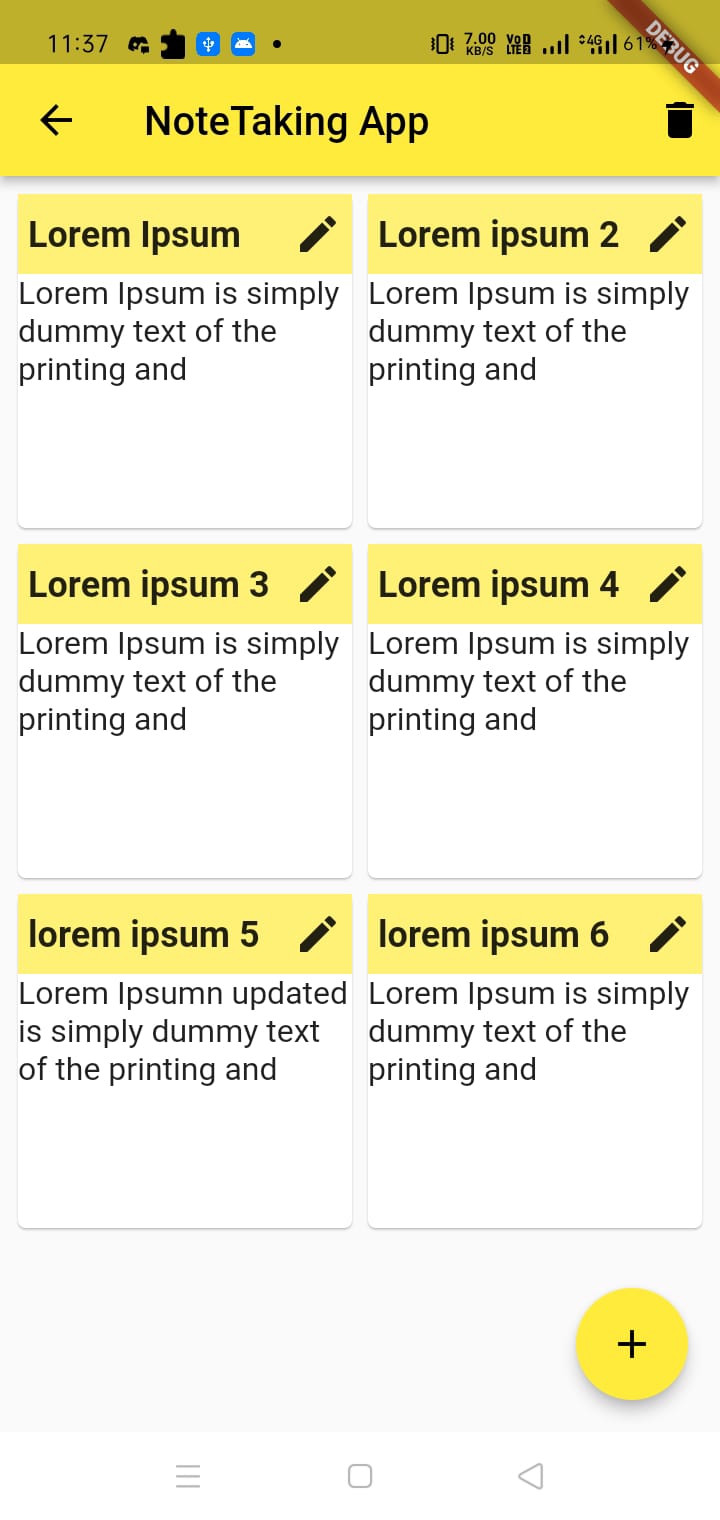 11:37
7.00 KB/S
VoD LTE 2
4G
61%
DEBUG
NoteTaking App
Lorem Ipsum
Lorem Ipsum is simply
dummy text of the
printing and
Lorem ipsum 2
Lorem Ipsum is simply
dummy text of the
printing and
Lorem ipsum 3
Lorem Ipsum is simply
dummy text of the
printing and
Lorem ipsum 4
Lorem Ipsum is simply
dummy text of the
printing and
lorem ipsum 5
Lorem Ipsumn updated
is simply dummy text
of the printing and
lorem ipsum 6
Lorem Ipsum is simply
dummy text of the
printing and